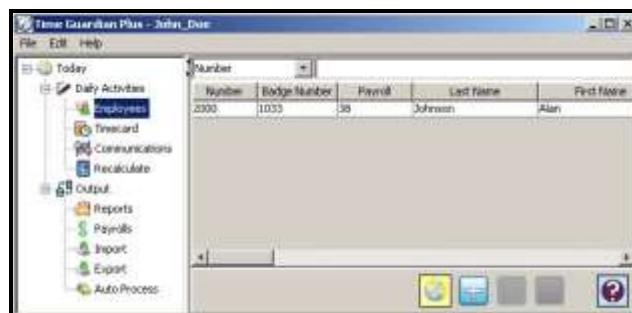 Time Guardian Plus - John_Doe
File Edit Help
Today
Daily Activities
Employees
Timecard
Communications
Recalculate
Output
Reports
Payrolls
Import
Export
Auto Process
Number
Number Badge Number Payroll Last Name First Name
2000 1033 38 Johnson Alan